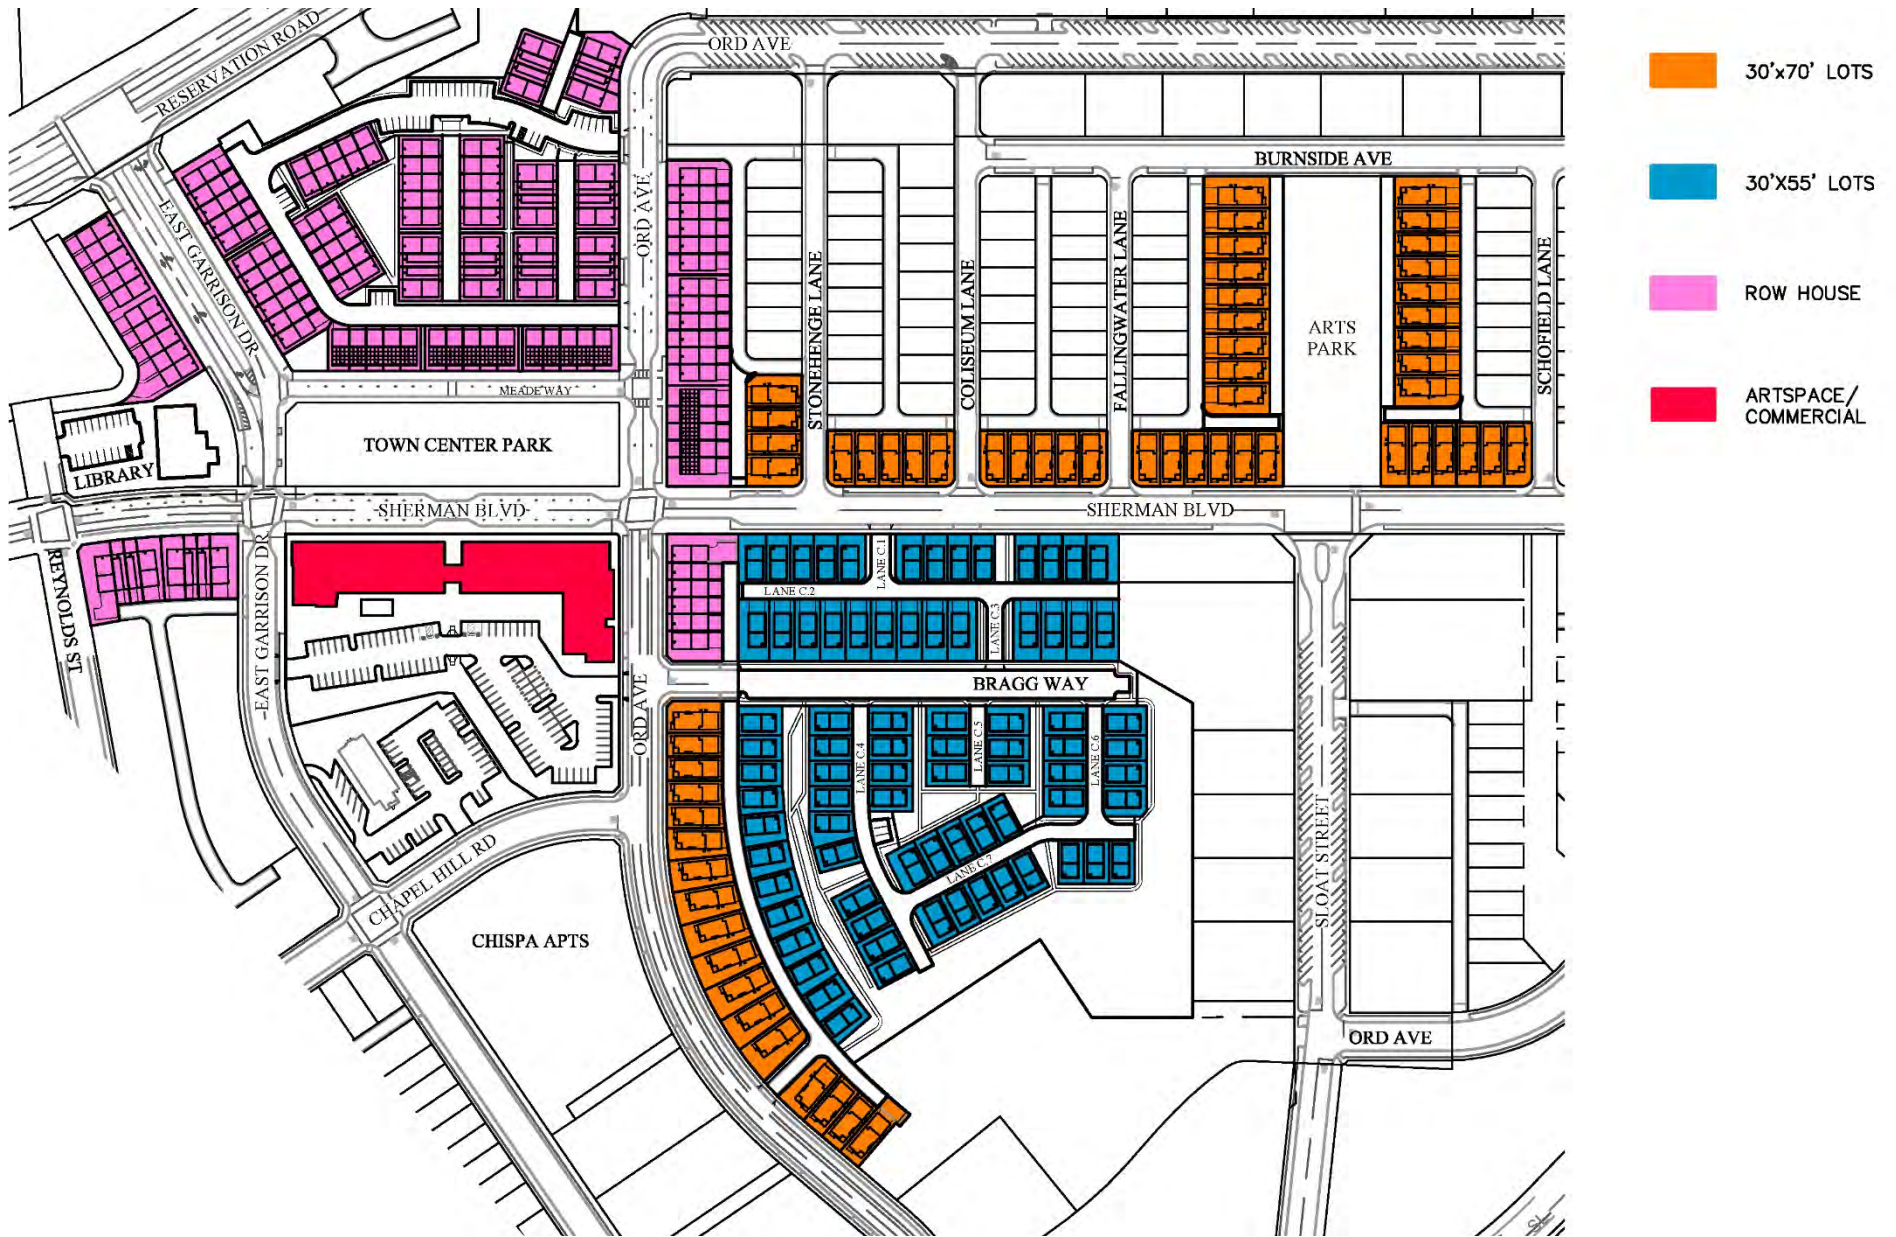 RESERVATION ROAD
ORD AVE
30'x70' LOTS
30'X55' LOTS
ROW HOUSE
ARTSPACE/
COMMERCIAL
BURNSIDE AVE
EAST GARRISON DR
ORD AVE
STONEHENGE LANE
COLISEUM LANE
FALLINGWATER LANE
ARTS
PARK
SCHOFIELD LANE
MEADE WAY
TOWN CENTER PARK
LIBRARY
SHERMAN BLVD
SHERMAN BLVD
REYNOLDS ST.
EAST GARRISON DR
LANE C.1
LANE C.2
LANE C.3
BRAGG WAY
ORD AVE
LANE C.4
LANE C.5
LANE C.6
LANE C.7
CHAPEL HILL RD
CHISPA APTS
SLOAT STREET
ORD AVE